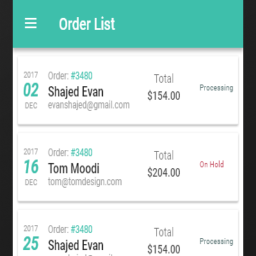 Order List
2017
02
DEC
Order: #3480
Shajed Evan
evanshajed@gmail.com
Total
$154.00
Processing
2017
16
DEC
Order: #3480
Tom Moodi
tom@tomdesign.com
Total
$204.00
On Hold
2017
25
Order: #3480
Shajed Evan
Total
$154.00
Processing